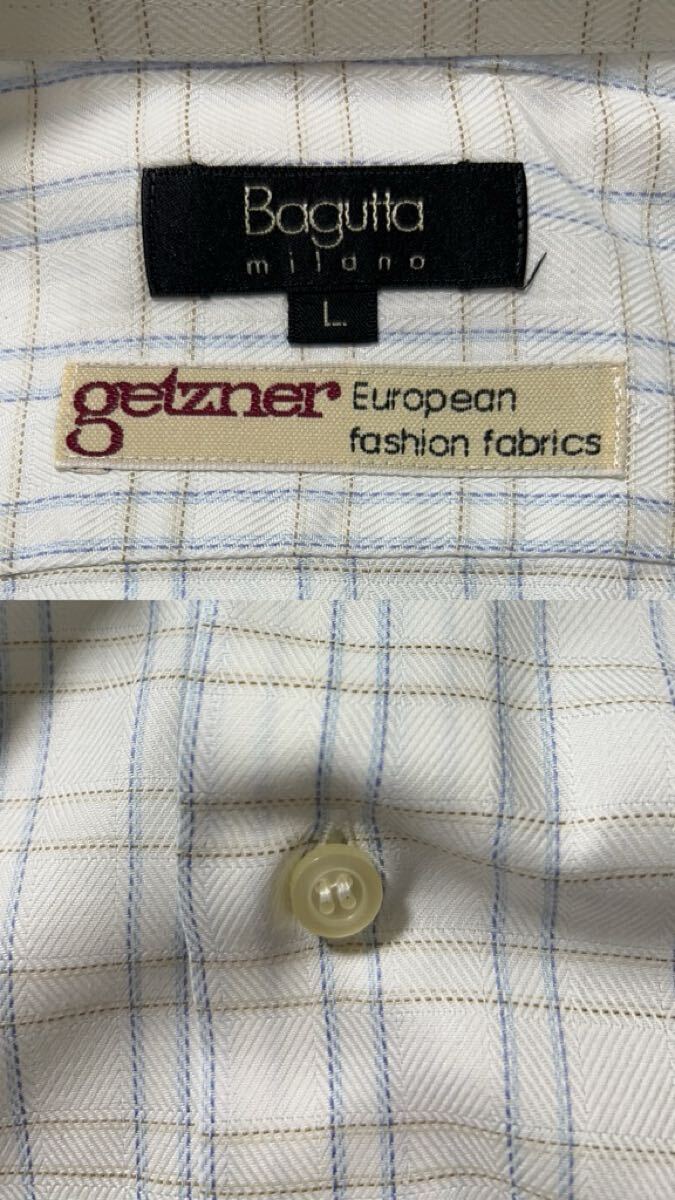 Bagutta
milano
L
getzner European
fashion fabrics